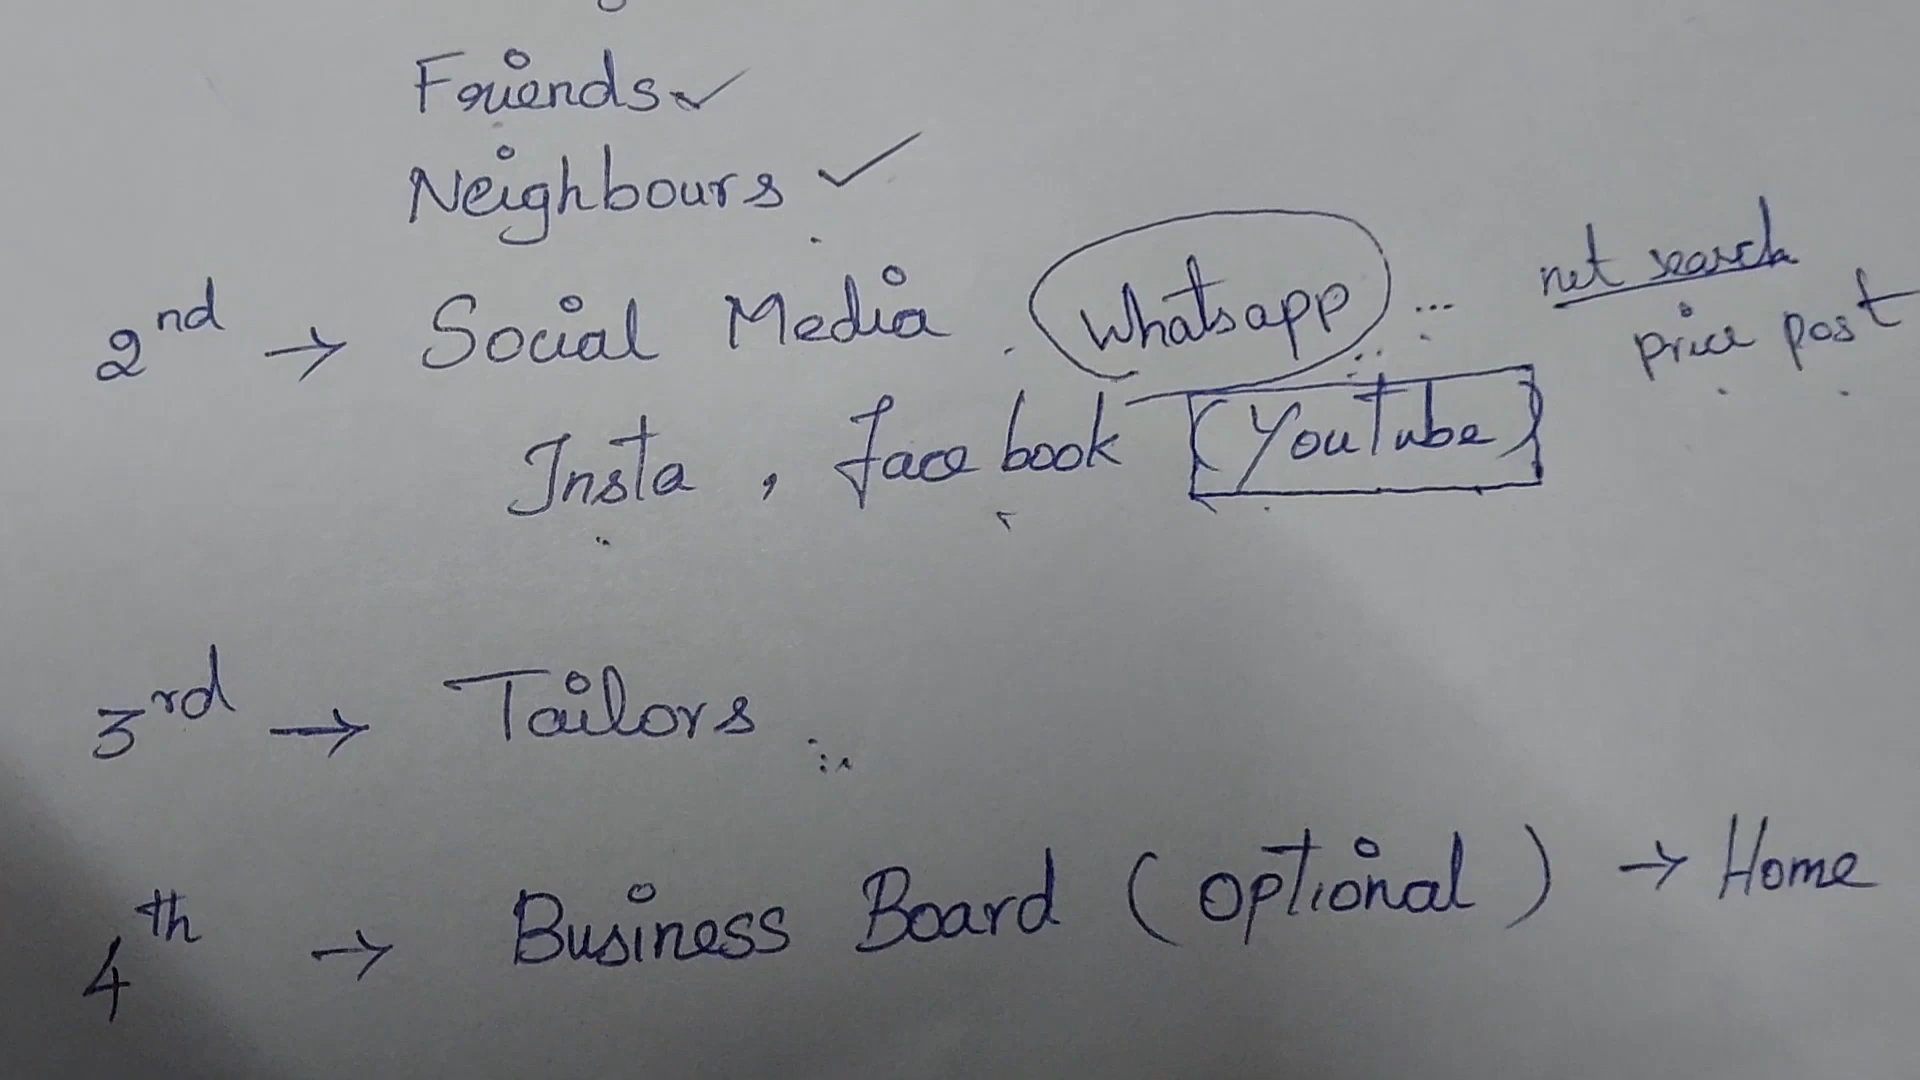 Friends ✓
Neighbours ✓
2nd → Social Media . Whatsapp ... net search
price post
Insta , facebook (YouTube)
3rd → Tailors
4th → Business Board (optional) → Home